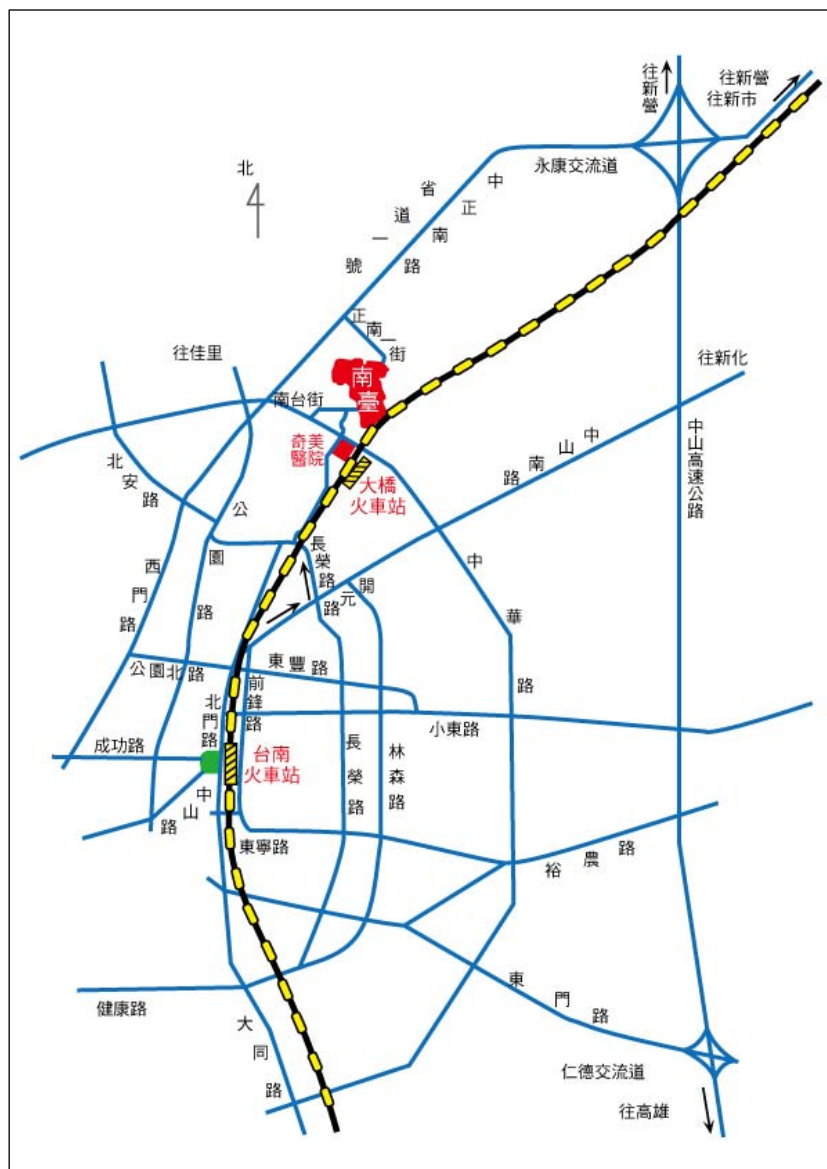 往新營
往新營
往新市
永康交流道
北
中正南路
省道一號
正南一街
往佳里
南臺
南台街
往新化
奇美
醫院
大橋
火車站
中山南路
中山高速公路
北安路
公園路
西門路
長榮路
開元路
中華路
公園北路
東豐路
北門路
前鋒路
小東路
成功路
台南
火車站
長榮路
林森路
中山路
東寧路
裕農路
健康路
大同路
東門路
仁德交流道
往高雄